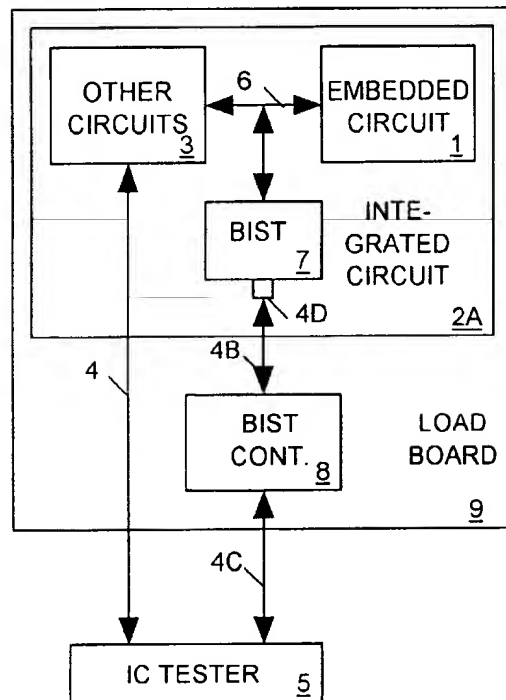 OTHER
CIRCUITS
3
6
EMBEDDED
CIRCUIT
1
BIST
7
INTE-
GRATED
CIRCUIT
2A
4D
4B
4
BIST
CONT.
8
LOAD
BOARD
9
4C
IC TESTER
5